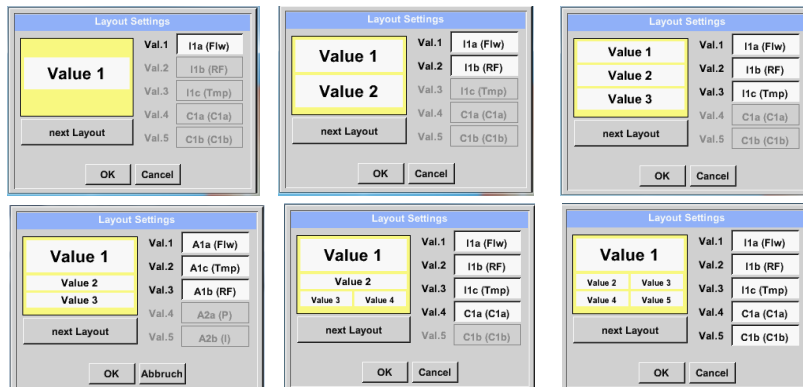 Layout Settings
Value 1
next Layout
Val.1 I1a (Flw)
Val.2 I1b (RF)
Val.3 I1c (Tmp)
Val.4 C1a (C1a)
Val.5 C1b (C1b)
OK Cancel
Layout Settings
Value 1
Value 2
next Layout
Val.1 I1a (Flw)
Val.2 I1b (RF)
Val.3 I1c (Tmp)
Val.4 C1a (C1a)
Val.5 C1b (C1b)
OK Cancel
Layout Settings
Value 1
Value 2
Value 3
next Layout
Val.1 I1a (Flw)
Val.2 I1b (RF)
Val.3 I1c (Tmp)
Val.4 C1a (C1a)
Val.5 C1b (C1b)
OK Cancel
Layout Settings
Value 1
Value 2
Value 3
next Layout
Val.1 A1a (Flw)
Val.2 A1c (Tmp)
Val.3 A1b (RF)
Val.4 A2a (P)
Val.5 A2b (I)
OK Abbruch
Layout Settings
Value 1
Value 2
Value 3 Value 4
next Layout
Val.1 I1a (Flw)
Val.2 I1b (RF)
Val.3 I1c (Tmp)
Val.4 C1a (C1a)
Val.5 C1b (C1b)
OK Cancel
Layout Settings
Value 1
Value 2 Value 3
Value 4 Value 5
next Layout
Val.1 I1a (Flw)
Val.2 I1b (RF)
Val.3 I1c (Tmp)
Val.4 C1a (C1a)
Val.5 C1b (C1b)
OK Cancel